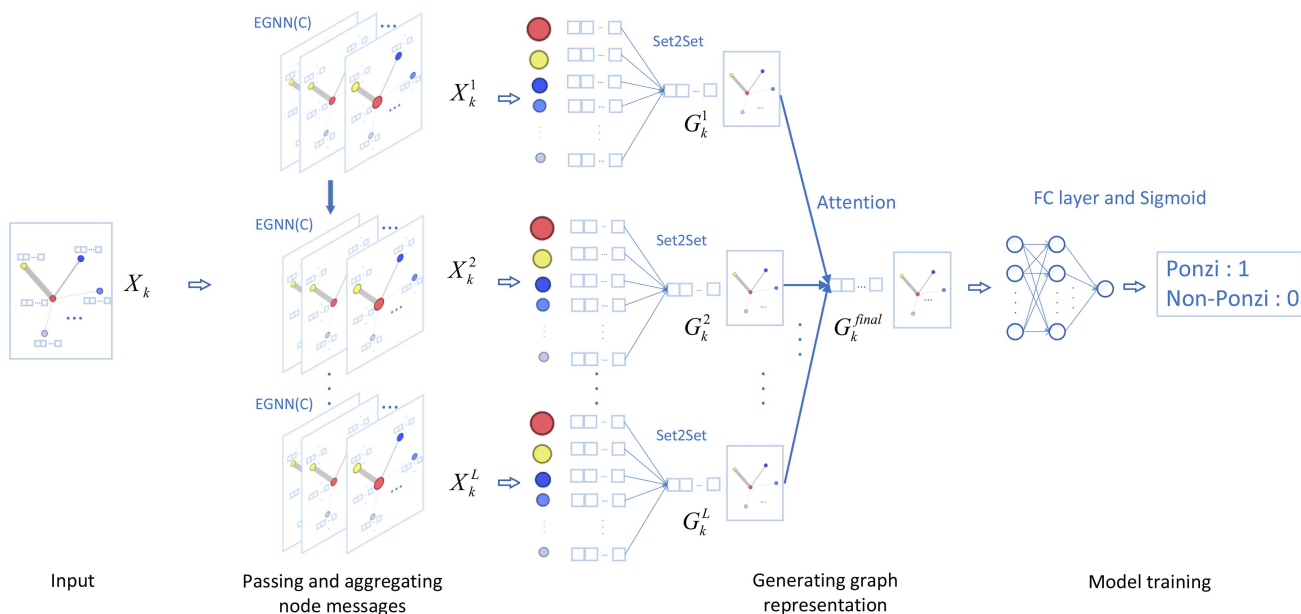 EGNN(C)
...
X_k^1
Set2Set
G_k^1
EGNN(C)
...
X_k^2
Set2Set
G_k^2
EGNN(C)
...
X_k^L
Set2Set
G_k^L
X_k
Attention
G_k^{final}
FC layer and Sigmoid
Ponzi : 1
Non-Ponzi : 0
Input
Passing and aggregating
node messages
Generating graph
representation
Model training